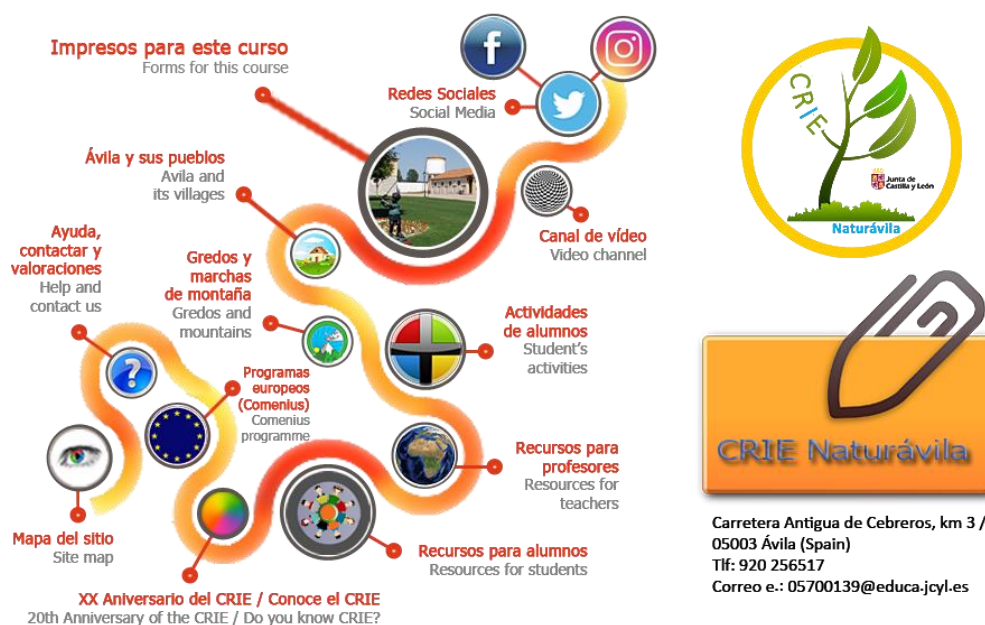 Impresos para este curso
Forms for this course
Redes Sociales
Social Media
Ávila y sus pueblos
Avila and
its villages
Canal de vídeo
Video channel
Ayuda,
contactar y
valoraciones
Help and
contact us
Gredos y
marchas
de montaña
Gredos and
mountains
Actividades
de alumnos
Student's
activities
Programas
europeos
(Comenius)
Comenius
programme
Recursos para
profesores
Resources for
teachers
Mapa del sitio
Site map
Recursos para alumnos
Resources for students
XX Aniversario del CRIE / Conoce el CRIE
20th Anniversary of the CRIE / Do you know CRIE?
CRIE
Junta de
Castilla y León
Naturávila
CRIE Naturávila
Carretera Antigua de Cebreros, km 3 /
05003 Ávila (Spain)
Tlf: 920 256517
Correo e.: 05700139@educa.jcyl.es